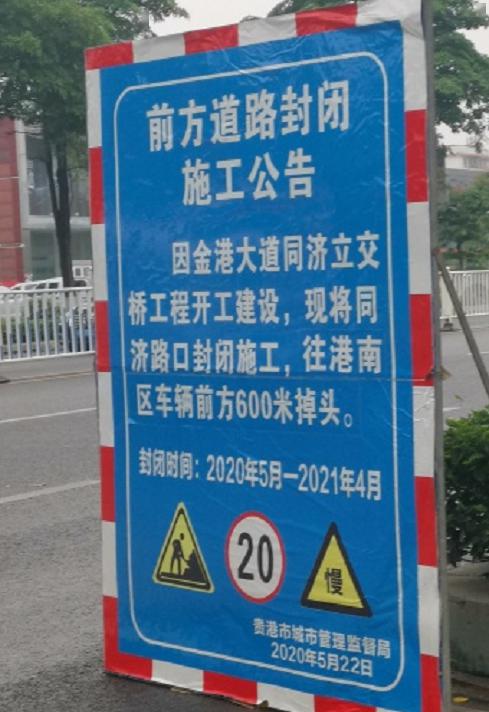 前方道路封闭
施工公告
因金港大道同济立交
桥工程开工建设，现将同
济路口封闭施工，往港南
区车辆前方600米掉头。
封闭时间：2020年5月—2021年4月
20
慢
贵港市城市管理监督局
2020年5月22日